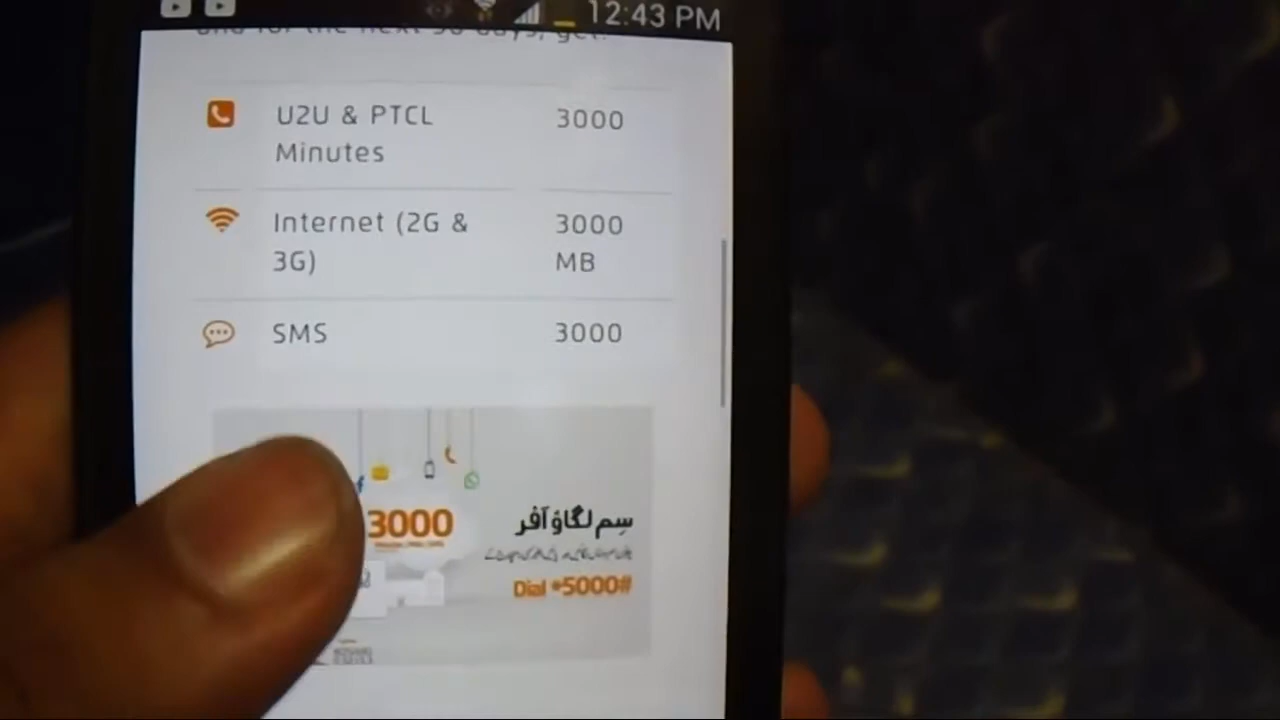 12:43 PM
U2U & PTCL 3000
Minutes
Internet (2G & 3000
3G) MB
SMS 3000
3000
سِم لگاؤ آفر
Dial *5000#